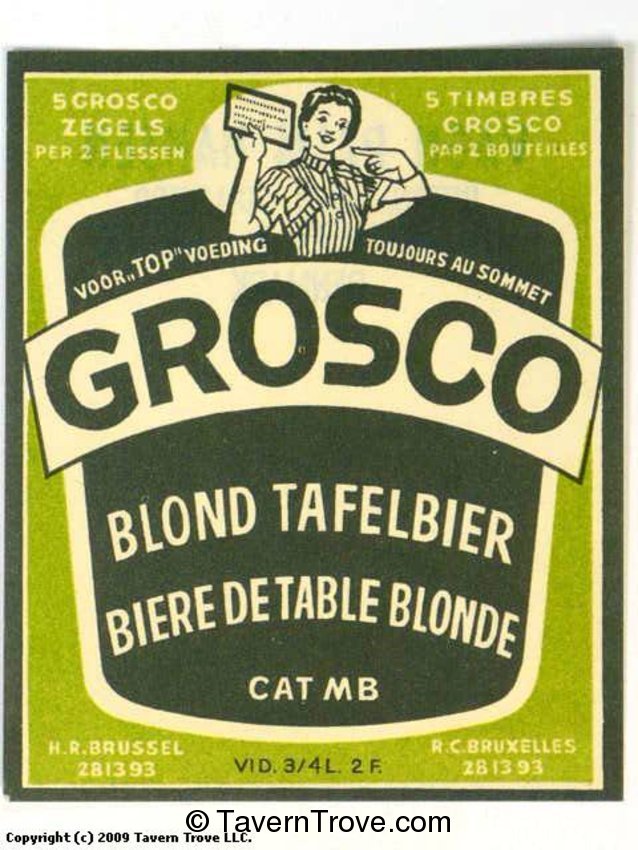 5 GROSCO
ZEGELS
PER 2 FLESSEN
5 TIMBRES
GROSCO
PAR 2 BOUTEILLES
VOOR „TOP" VOEDING
TOUJOURS AU SOMMET
GROSCO
BLOND TAFELBIER
BIERE DE TABLE BLONDE
CAT MB
H.R. BRUSSEL
281393
VID. 3/4 L. 2 F.
R.C. BRUXELLES
281393
Copyright (c) 2009 Tavern Trove LLC.
© TavernTrove.com